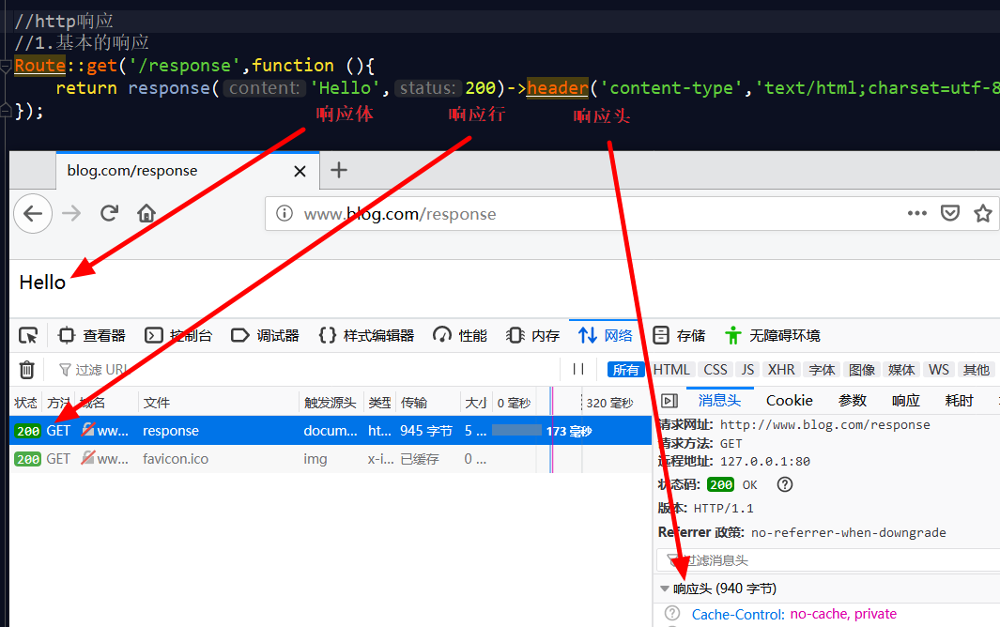 //http响应
//1.基本的响应
Route::get('/response',function (){
return response( content: 'Hello', status: 200)->header('content-type','text/html;charset=utf-8
});
响应体 响应行 响应头
blog.com/response
www.blog.com/response
Hello
查看器 控制台 调试器 样式编辑器 性能 内存 网络 存储 无障碍环境
过滤 URL 所有 HTML CSS JS XHR 字体 图像 媒体 WS 其他
状态 方法 域名 文件 触发源头 类型 传输 大小 0 毫秒 320 毫秒
200 GET ww... response docum... ht... 945 字节 5 ... 173 毫秒
200 GET ww... favicon.ico img x-i... 已缓存 0 ...
消息头 Cookie 参数 响应 耗时
请求网址: http://www.blog.com/response
请求方法: GET
远程地址: 127.0.0.1:80
状态码: 200 OK
版本: HTTP/1.1
Referrer 政策: no-referrer-when-downgrade
过滤消息头
响应头 (940 字节)
Cache-Control: no-cache, private